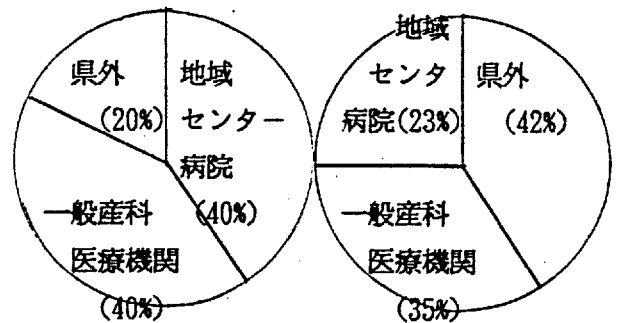 県外
(20%)
地域
センター
病院
(40%)
一般産科
医療機関
(40%)
地域
センタ
病院(23%)
県外
(42%)
一般産科
医療機関
(35%)